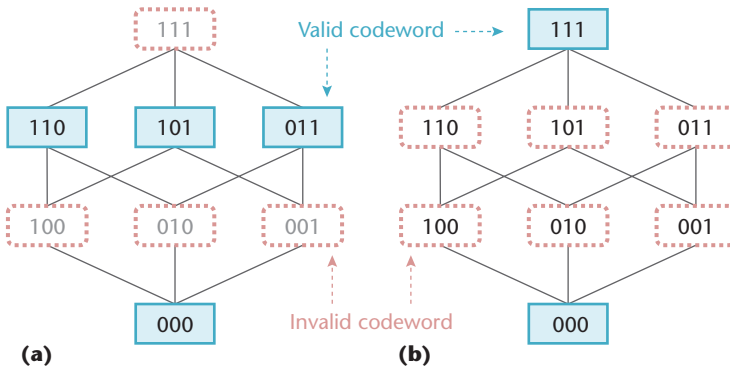 111 Valid codeword 111
110 101 011 110 101 011
100 010 001 100 010 001
000 Invalid codeword 000
(a) (b)